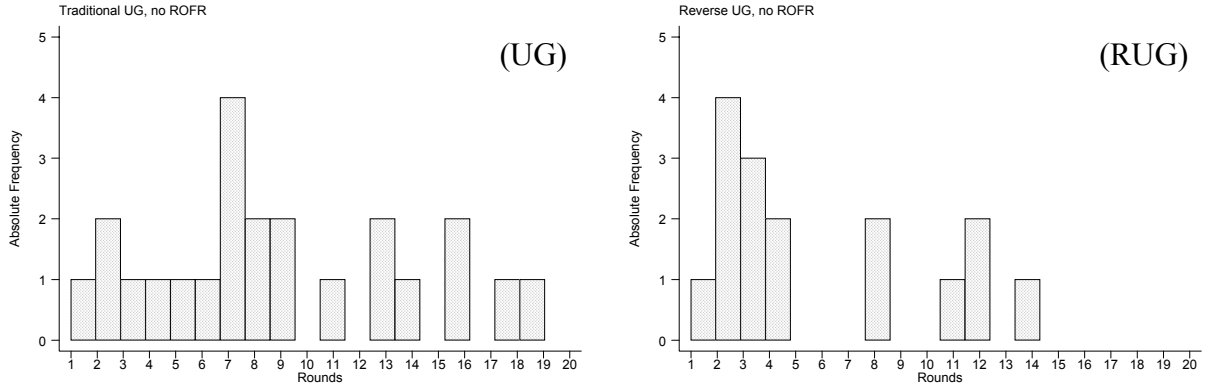 Traditional UG, no ROFR
(UG)
5
4
3
2
1
0
Absolute Frequency
1 2 3 4 5 6 7 8 9 10 11 12 13 14 15 16 17 18 19 20
Rounds
Reverse UG, no ROFR
(RUG)
5
4
3
2
1
0
Absolute Frequency
1 2 3 4 5 6 7 8 9 10 11 12 13 14 15 16 17 18 19 20
Rounds